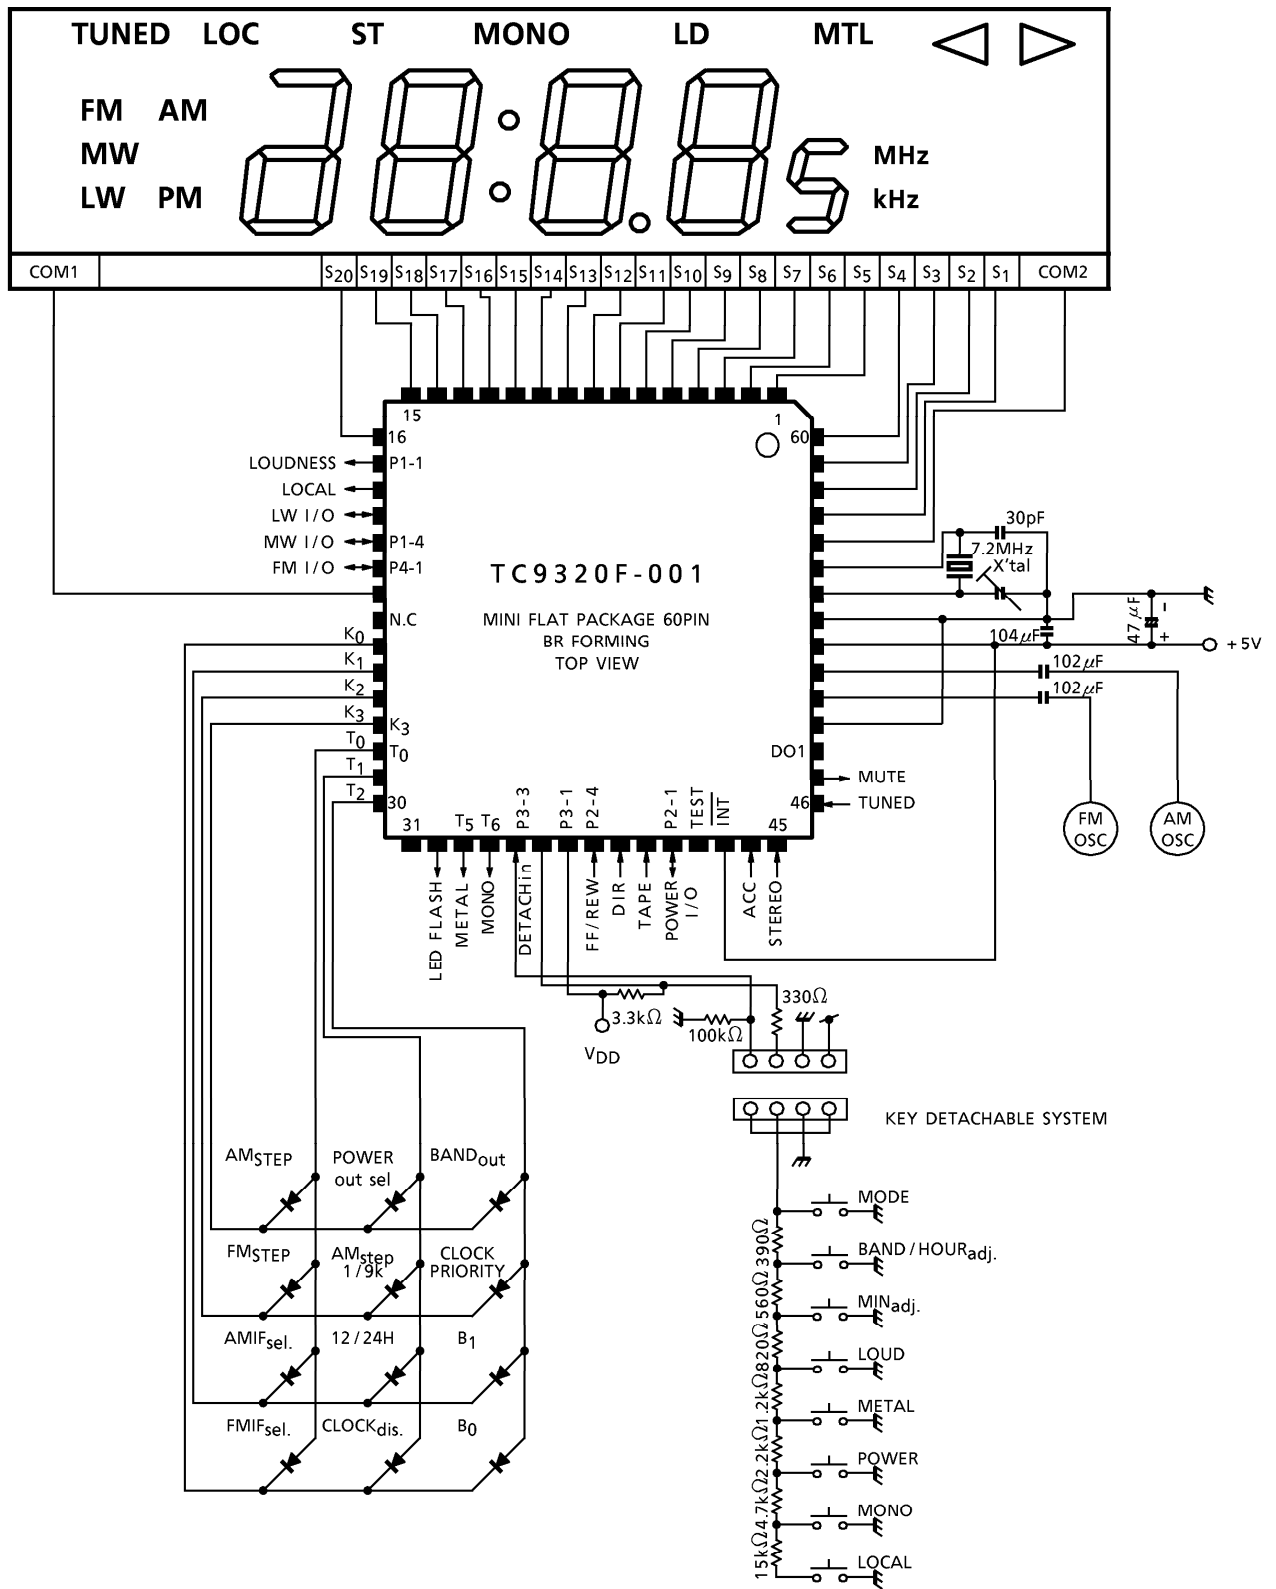 TUNED LOC ST MONO LD MTL
FM AM
MW
LW PM
28:88.85
MHz
kHz
COM1 S20 S19 S18 S17 S16 S15 S14 S13 S12 S11 S10 S9 S8 S7 S6 S5 S4 S3 S2 S1 COM2
15 1
16 60
LOUDNESS P1-1
LOCAL
LW I/O
MW I/O P1-4
FM I/O P4-1
30pF
7.2MHz
X'tal
TC9320F-001
N.C
MINI FLAT PACKAGE 60PIN
BR FORMING
TOP VIEW
K0
K1
K2
K3 K3
T0 T0
T1
T2 30
104μF
47μF
-
+
+5V
102μF
102μF
DO1
MUTE
46 TUNED
FM
OSC
AM
OSC
31 T5 T6 P3-3 P3-1 P2-4 P2-1 TEST INT 45
LED FLASH
METAL
MONO
DETACHin
FF/REW
DIR
TAPE
POWER
I/O
ACC
STEREO
3.3kΩ
VDD
100kΩ
330Ω
KEY DETACHABLE SYSTEM
AMSTEP POWER
out sel BANDout
FMSTEP AMstep
1/9k CLOCK
PRIORITY
AMIFsel. 12/24H B1
FMIFsel. CLOCKdis. B0
MODE
390Ω
BAND/HOURadj.
560Ω
MINadj.
820Ω
LOUD
1.2kΩ
METAL
2.2kΩ
POWER
4.7kΩ
MONO
15kΩ
LOCAL